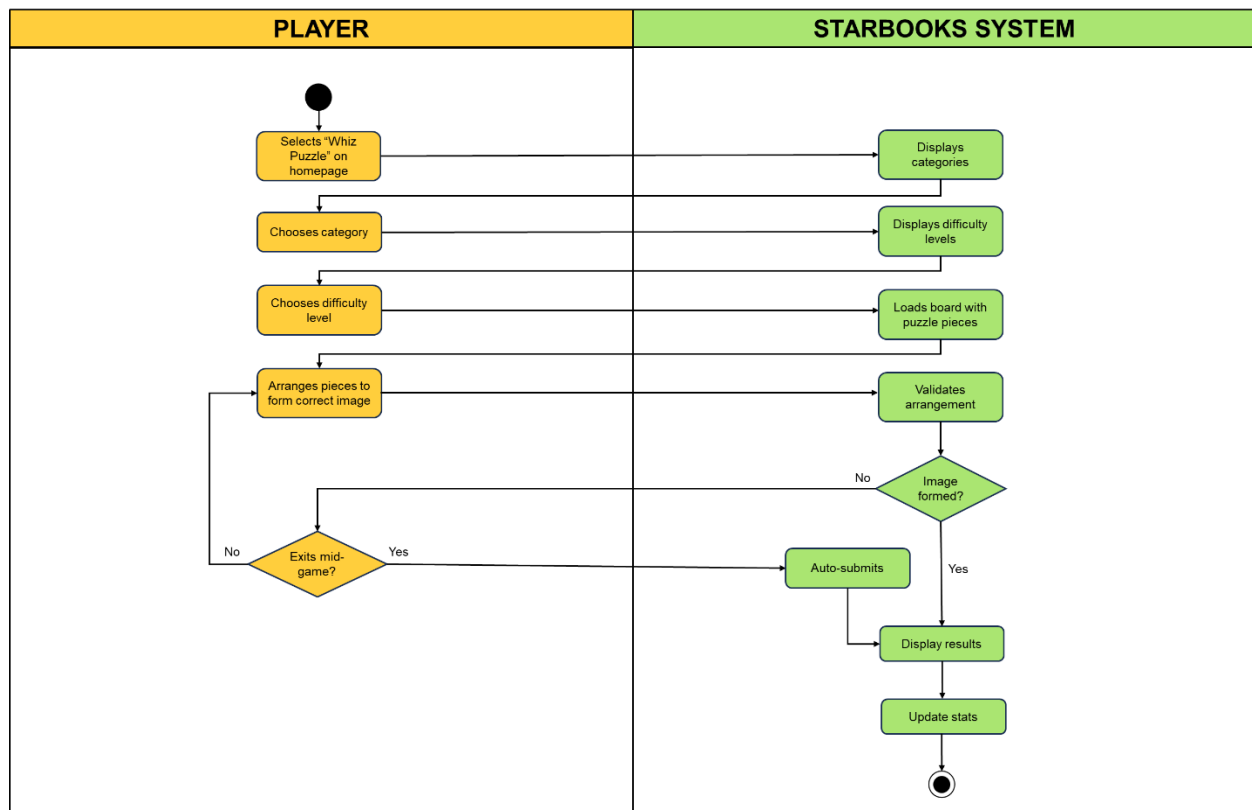 PLAYER
STARBOOKS SYSTEM
Selects “Whiz
Puzzle” on
homepage
Displays
categories
Chooses category
Displays difficulty
levels
Chooses difficulty
level
Loads board with
puzzle pieces
Arranges pieces to
form correct image
Validates
arrangement
No
Image
formed?
No
Exits mid-
game?
Yes
Auto-submits
Yes
Display results
Update stats